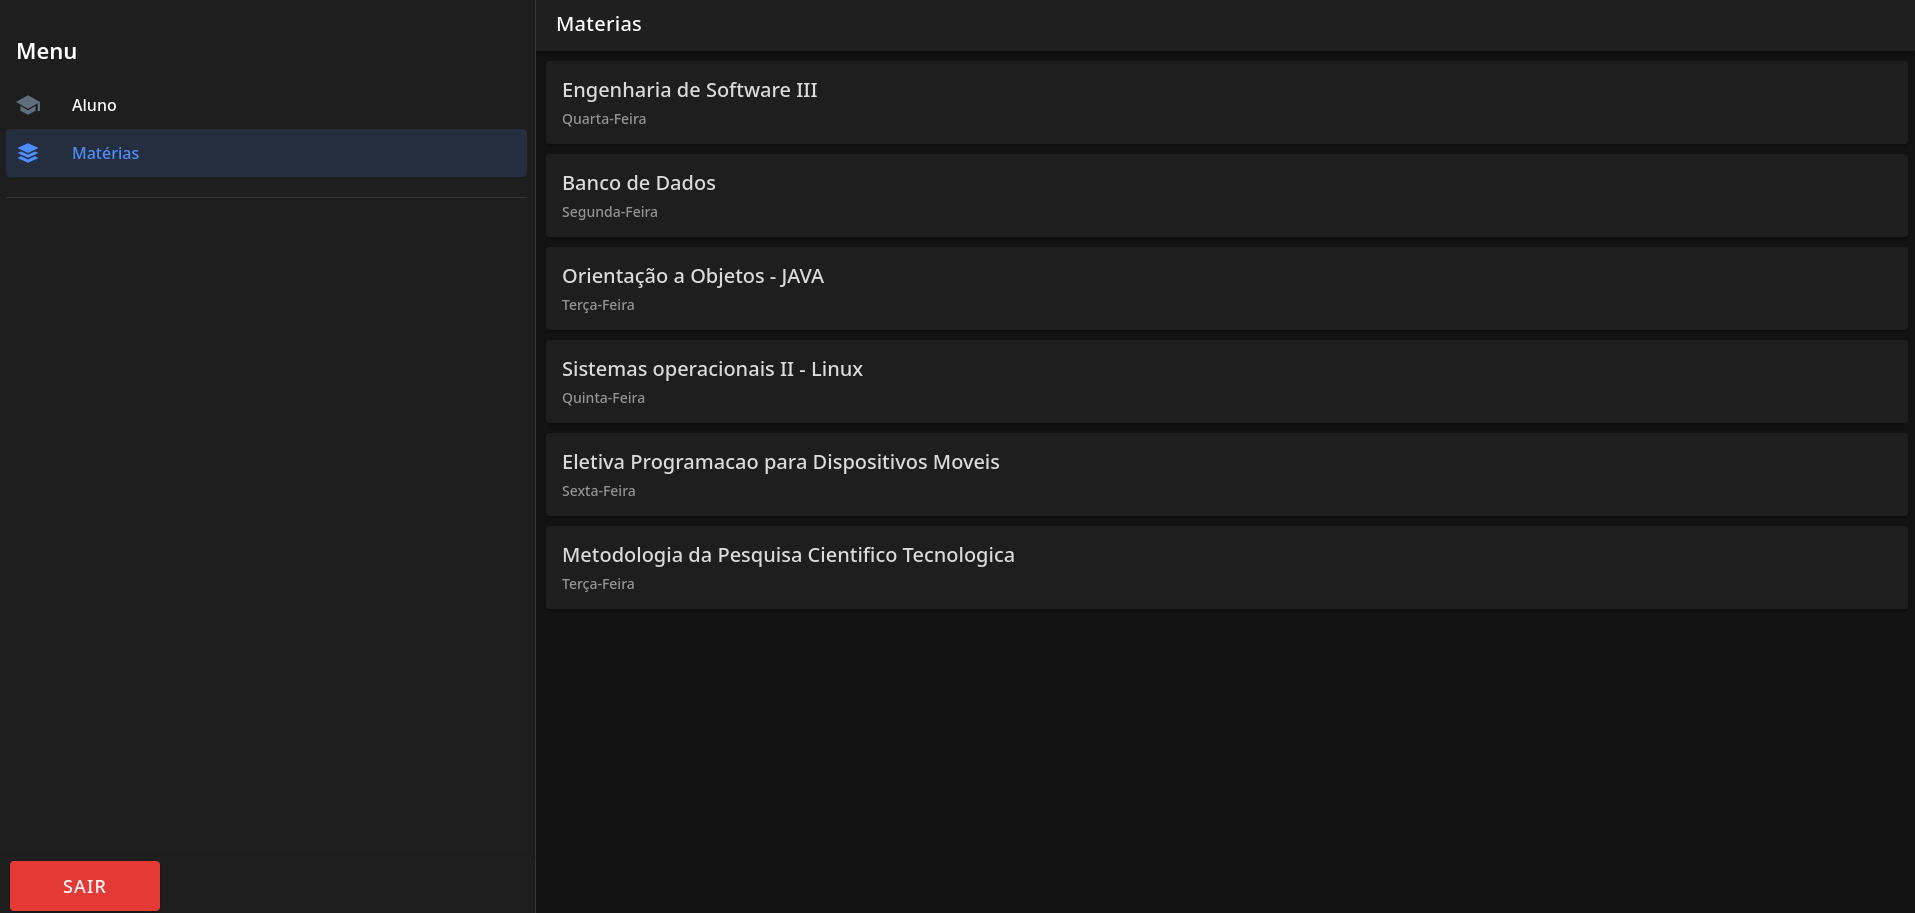 Menu
Aluno
Matérias
SAIR
Materias
Engenharia de Software III
Quarta-Feira
Banco de Dados
Segunda-Feira
Orientação a Objetos - JAVA
Terça-Feira
Sistemas operacionais II - Linux
Quinta-Feira
Eletiva Programacao para Dispositivos Moveis
Sexta-Feira
Metodologia da Pesquisa Cientifico Tecnologica
Terça-Feira